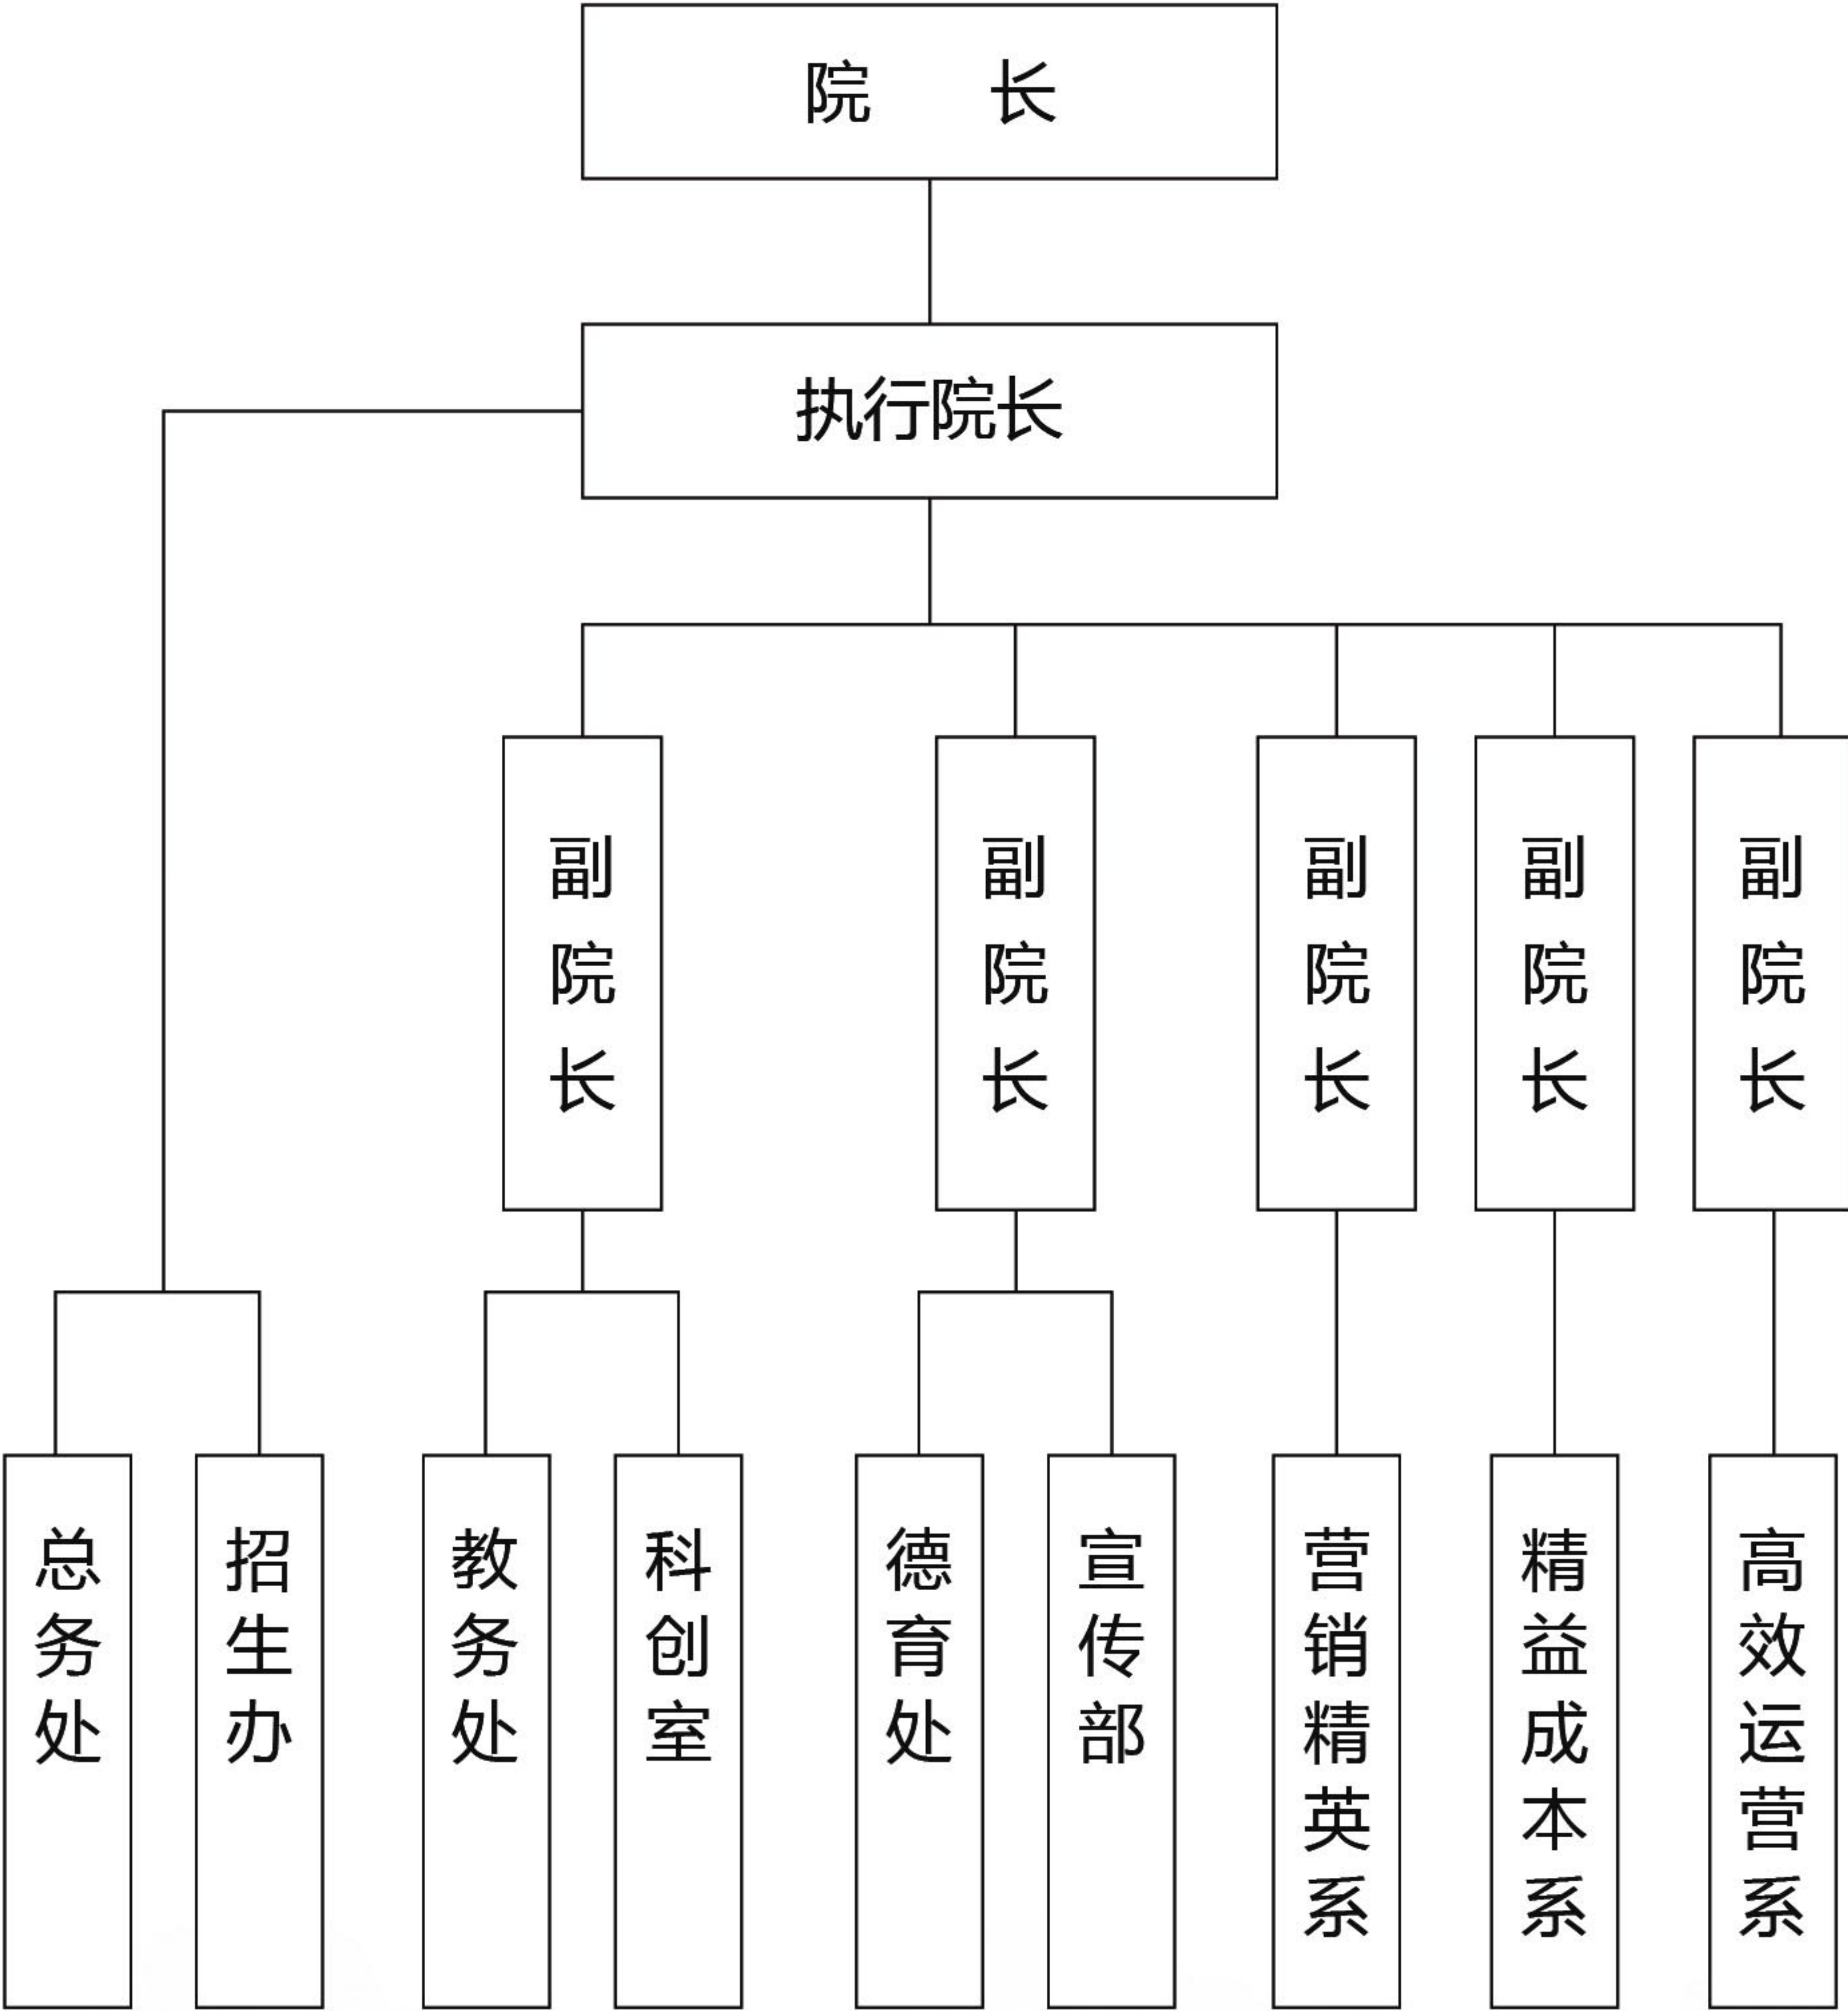 院 长
执行院长
副院长
副院长
副院长
副院长
副院长
总务处
招生办
教务处
科创室
德育处
宣传部
营销精英系
精益成本系
高效运营系